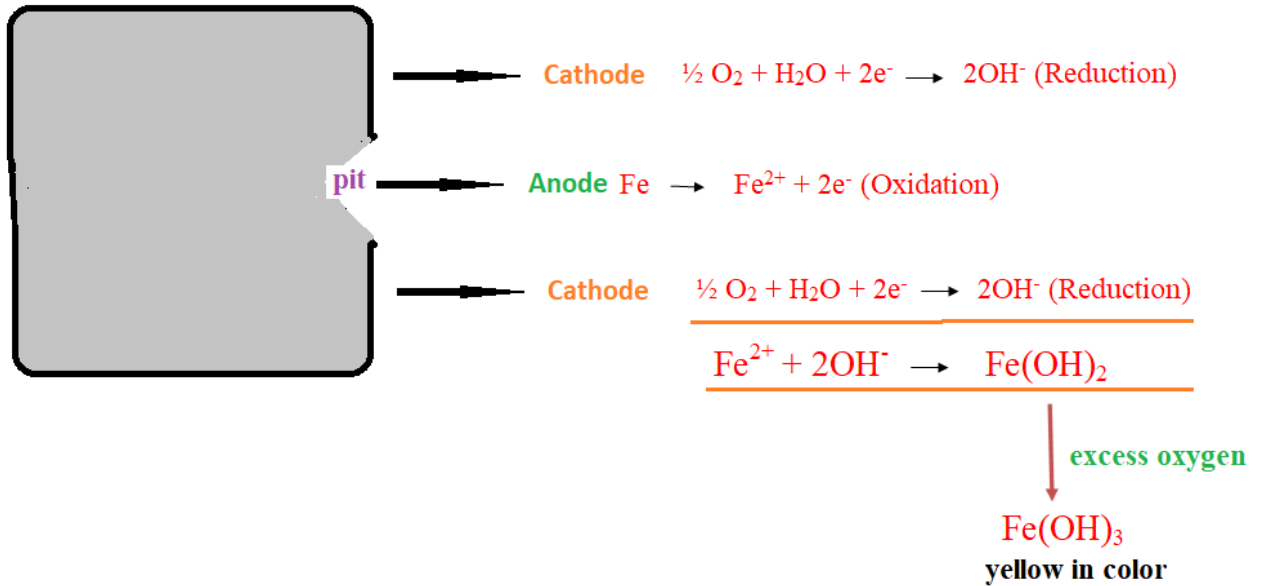 Cathode ½ O₂ + H₂O + 2e⁻ → 2OH⁻ (Reduction)
pit Anode Fe → Fe²⁺ + 2e⁻ (Oxidation)
Cathode ½ O₂ + H₂O + 2e⁻ → 2OH⁻ (Reduction)
Fe²⁺ + 2OH⁻ → Fe(OH)₂
excess oxygen
Fe(OH)₃
yellow in color